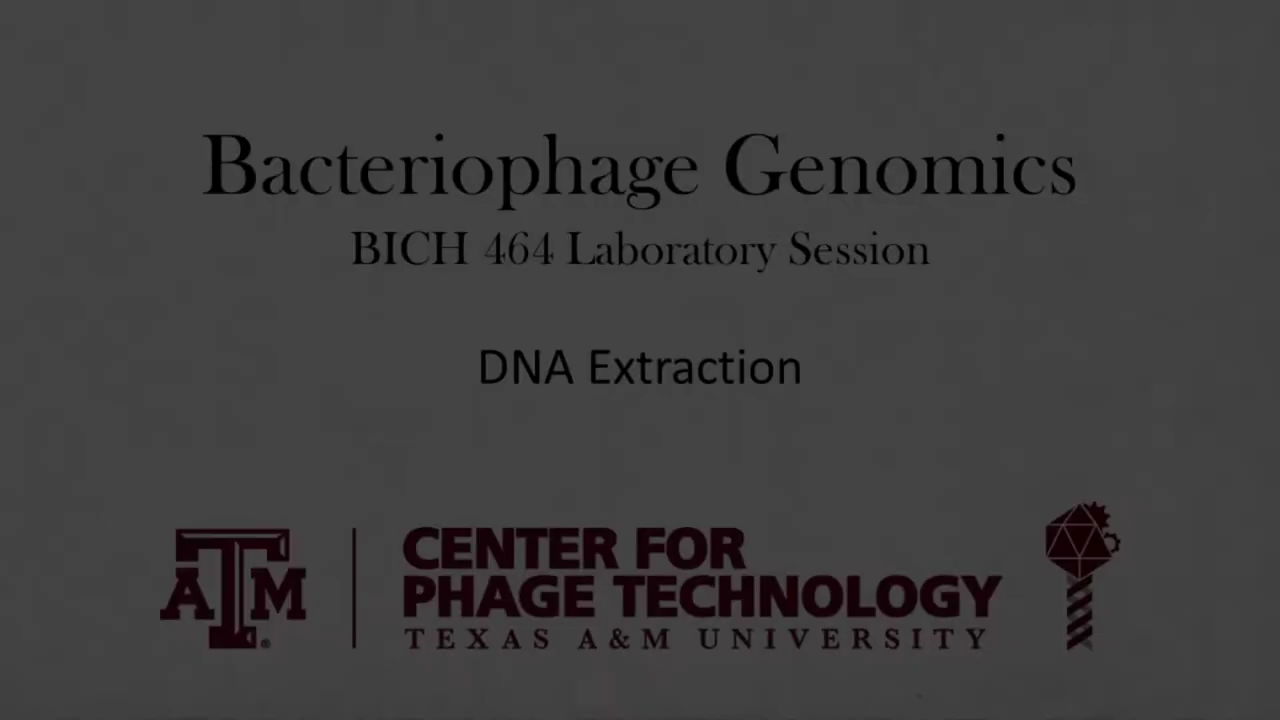 Bacteriophage Genomics
BICH 464 Laboratory Session
DNA Extraction
ATM®
CENTER FOR
PHAGE TECHNOLOGY
TEXAS A&M UNIVERSITY